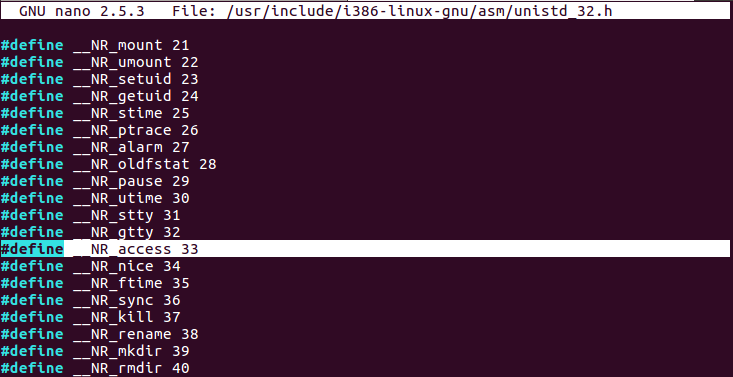 GNU nano 2.5.3   File: /usr/include/i386-linux-gnu/asm/unistd_32.h
#define __NR_mount 21
#define __NR_umount 22
#define __NR_setuid 23
#define __NR_getuid 24
#define __NR_stime 25
#define __NR_ptrace 26
#define __NR_alarm 27
#define __NR_oldfstat 28
#define __NR_pause 29
#define __NR_utime 30
#define __NR_stty 31
#define __NR_gtty 32
#define __NR_access 33
#define __NR_nice 34
#define __NR_ftime 35
#define __NR_sync 36
#define __NR_kill 37
#define __NR_rename 38
#define __NR_mkdir 39
#define __NR_rmdir 40